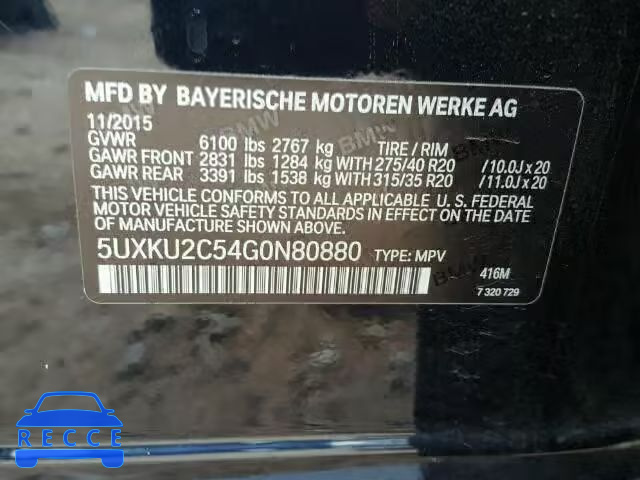 MFD BY BAYERISCHE MOTOREN WERKE AG
11/2015
GVWR 6100 lbs 2767 kg TIRE / RIM
GAWR FRONT 2831 lbs 1284 kg WITH 275/40 R20 /10.0J x 20
GAWR REAR 3391 lbs 1538 kg WITH 315/35 R20 /11.0J x 20
THIS VEHICLE CONFORMS TO ALL APPLICABLE U. S. FEDERAL
MOTOR VEHICLE SAFETY STANDARDS IN EFFECT ON THE DATE
OF MANUFACTURE SHOWN ABOVE.
5UXKU2C54G0N80880 TYPE: MPV
416M
7 320 729
RECCE